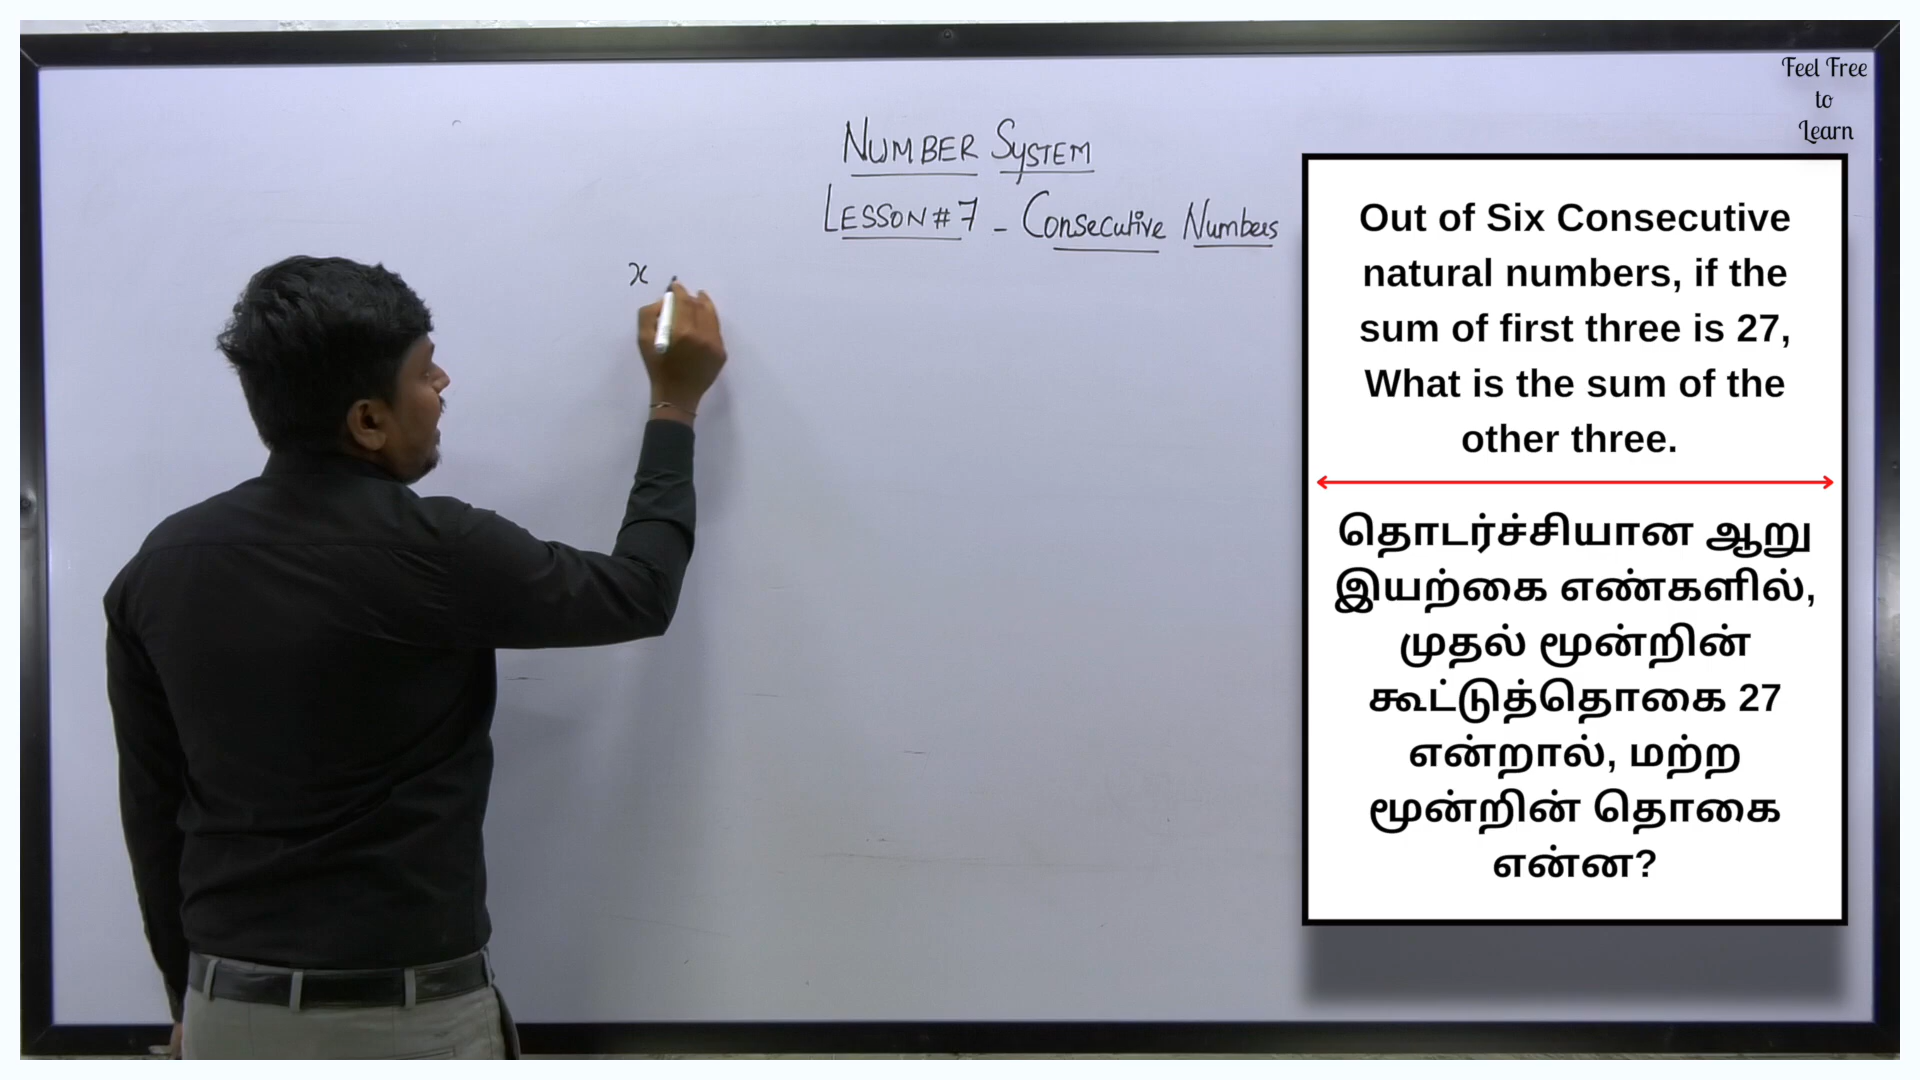 Feel Free
to
Learn
NUMBER SYSTEM
LESSON # 7 - Consecutive Numbers
x
Out of Six Consecutive
natural numbers, if the
sum of first three is 27,
What is the sum of the
other three.
தொடர்ச்சியான ஆறு
இயற்கை எண்களில்,
முதல் மூன்றின்
கூட்டுத்தொகை 27
என்றால், மற்ற
மூன்றின் தொகை
என்ன?